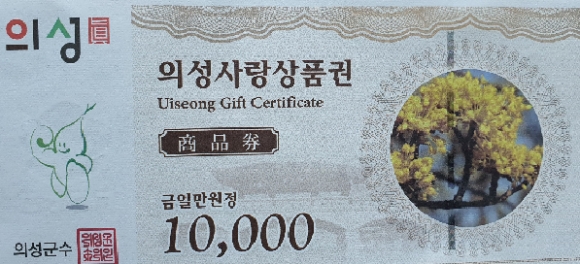 의성眞
의성사랑상품권
Uiseong Gift Certificate
商品券
금일만원정
10,000
의성군수